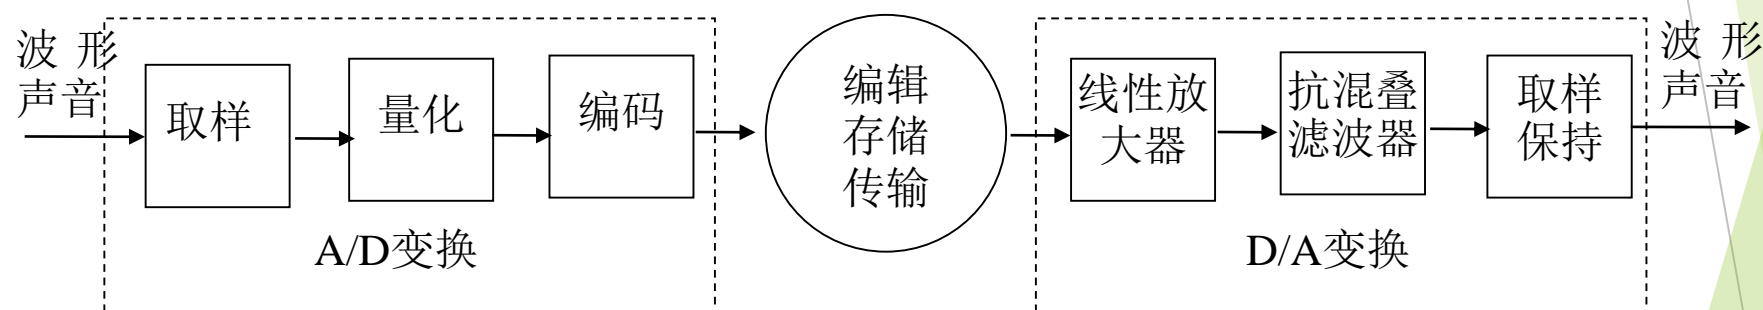 波 形
声音
取样
量化
编码
A/D变换
编辑
存储
传输
线性放
大器
抗混叠
滤波器
取样
保持
D/A变换
波 形
声音